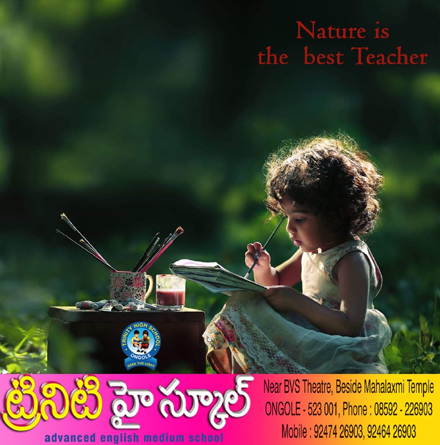 Nature is
the best Teacher
TRINITY HIGH SCHOOL
ONGOLE
ట్రినిటి హై స్కూల్
advanced english medium school
Near BVS Theatre, Beside Mahalaxmi Temple
ONGOLE - 523 001, Phone : 08592 - 226903
Mobile : 92474 26903, 92464 26903